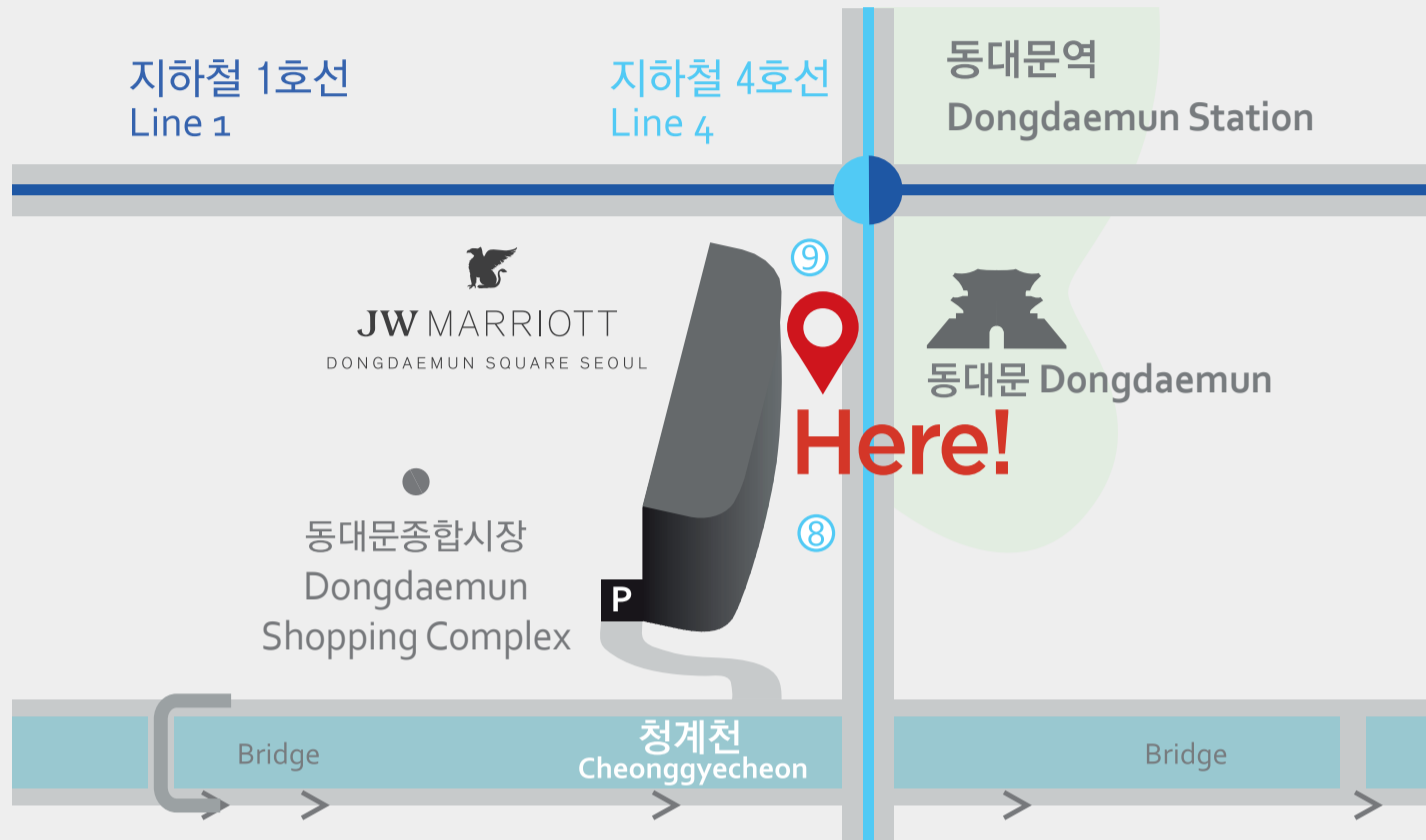 지하철 1호선
Line 1
지하철 4호선
Line 4
동대문역
Dongdaemun Station
JW MARRIOTT
DONGDAEMUN SQUARE SEOUL
9
Here!
동대문 Dongdaemun
8
동대문종합시장
Dongdaemun
Shopping Complex
P
Bridge
청계천
Cheonggyecheon
Bridge